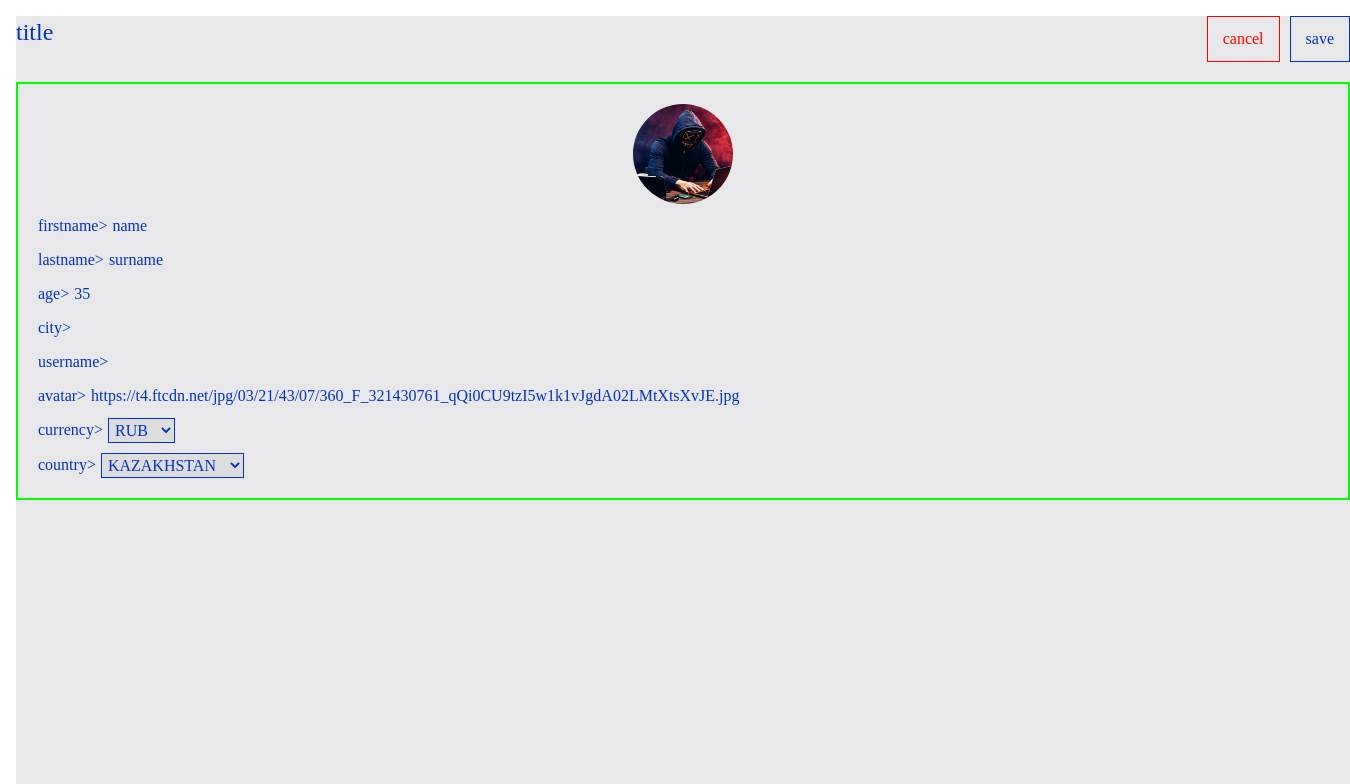 title
cancel
save
firstname> name
lastname> surname
age> 35
city>
username>
avatar> https://t4.ftcdn.net/jpg/03/21/43/07/360_F_321430761_qQi0CU9tzI5w1k1vJgdA02LMtXtsXvJE.jpg
currency> RUB
country> KAZAKHSTAN